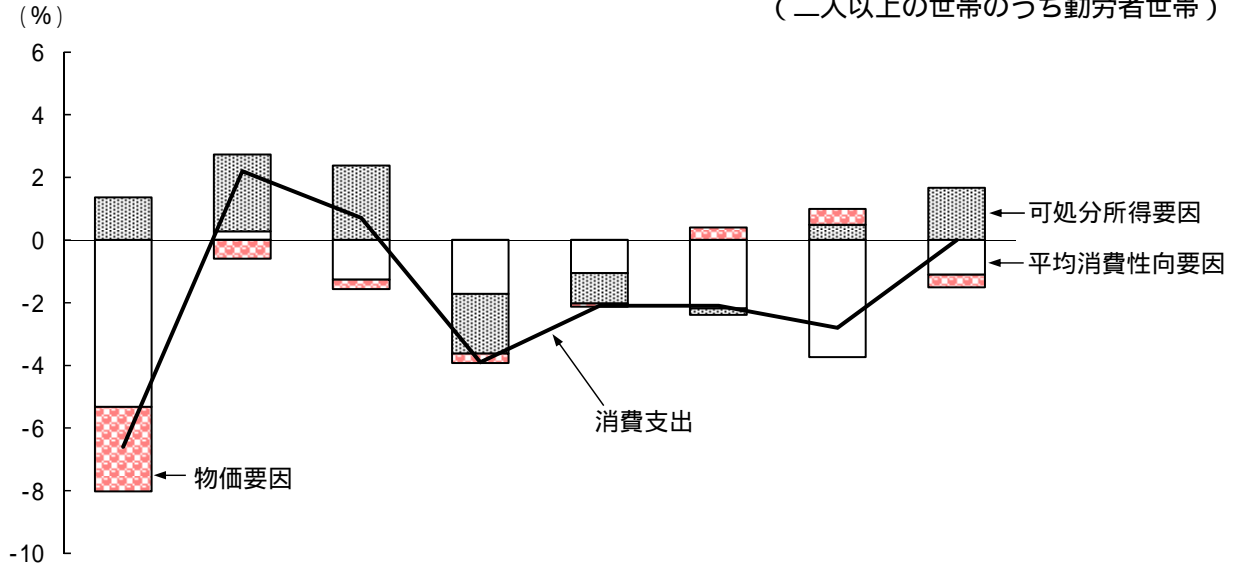 (%)
(二人以上の世帯のうち勤労者世帯)
6
4
2
0
-2
-4
-6
-8
-10
可処分所得要因
平均消費性向要因
消費支出
物価要因